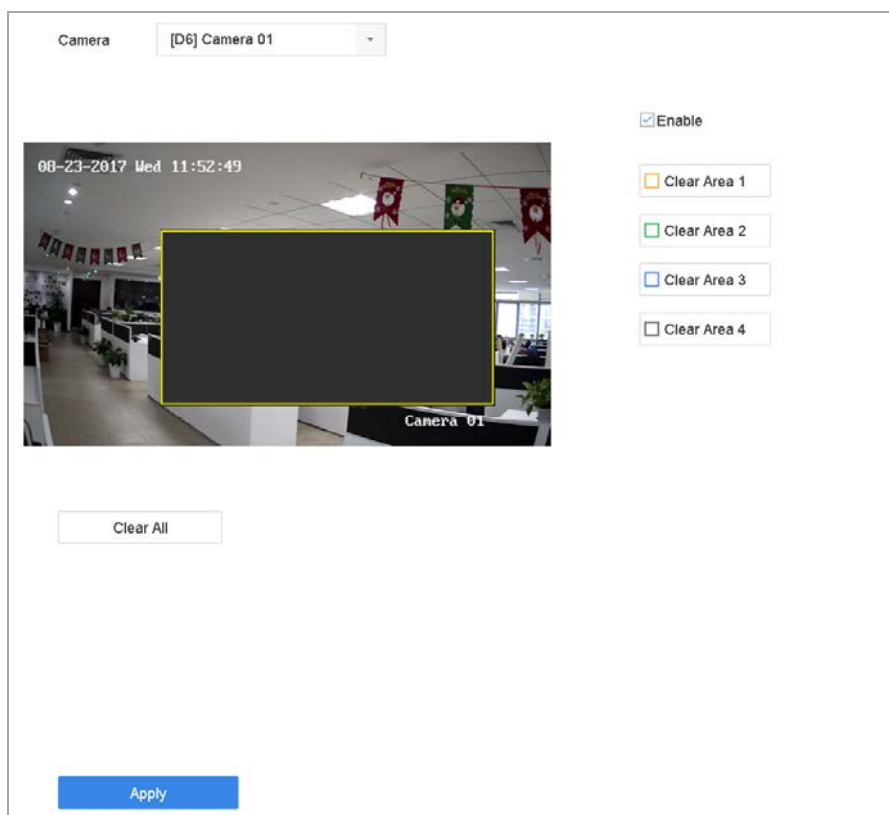 Camera [D6] Camera 01
Enable
08-23-2017 Wed 11:52:49
Clear Area 1
Clear Area 2
Clear Area 3
Clear Area 4
Camera 01
Clear All
Apply